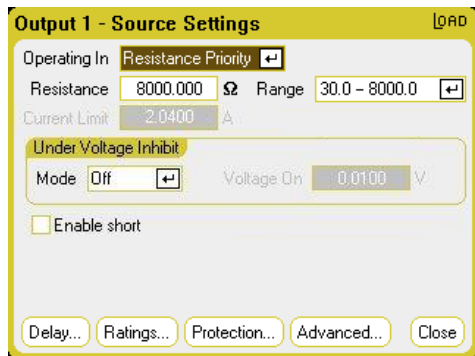 Output 1 - Source Settings LOAD
Operating In Resistance Priority
Resistance 8000.000 Ω Range 30.0 – 8000.0
Current Limit 2.0400 A
Under Voltage Inhibit
Mode Off Voltage On 0.0100 V
Enable short
Delay... Ratings... Protection... Advanced... Close